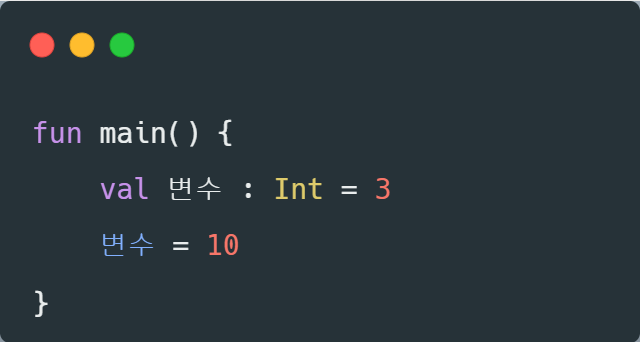 fun main() {
    val 변수 : Int = 3
    변수 = 10
}